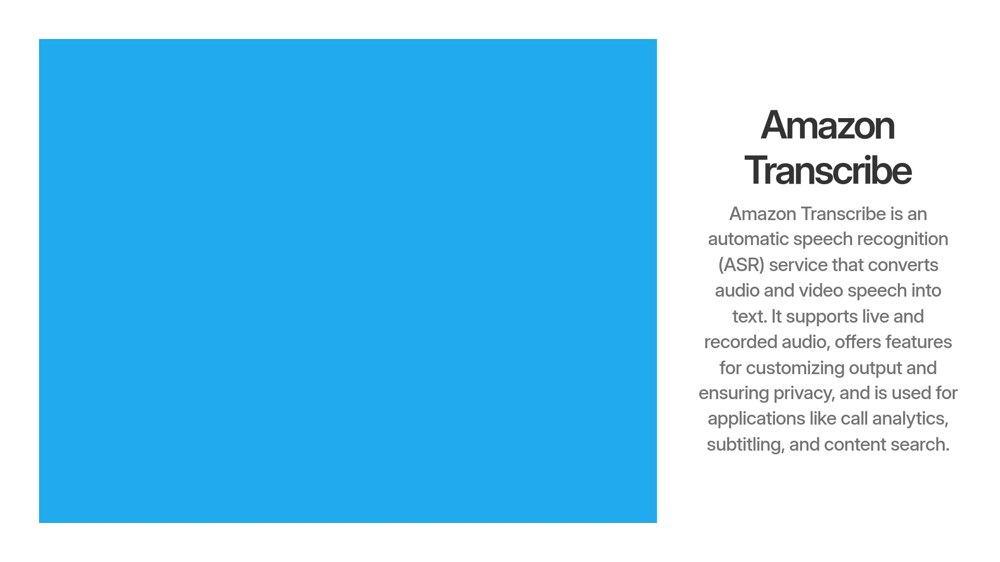 Amazon
Transcribe
Amazon Transcribe is an
automatic speech recognition
(ASR) service that converts
audio and video speech into
text. It supports live and
recorded audio, offers features
for customizing output and
ensuring privacy, and is used for
applications like call analytics,
subtitling, and content search.